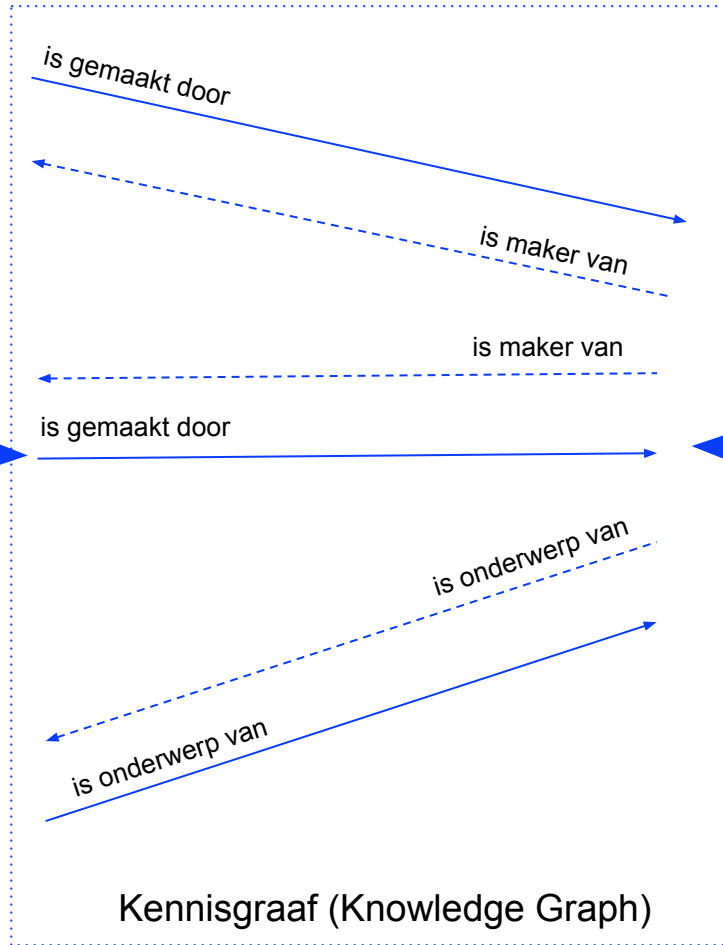 is gemaakt door
is maker van
is maker van
is gemaakt door
is onderwerp van
is onderwerp van
Kennisgraaf (Knowledge Graph)